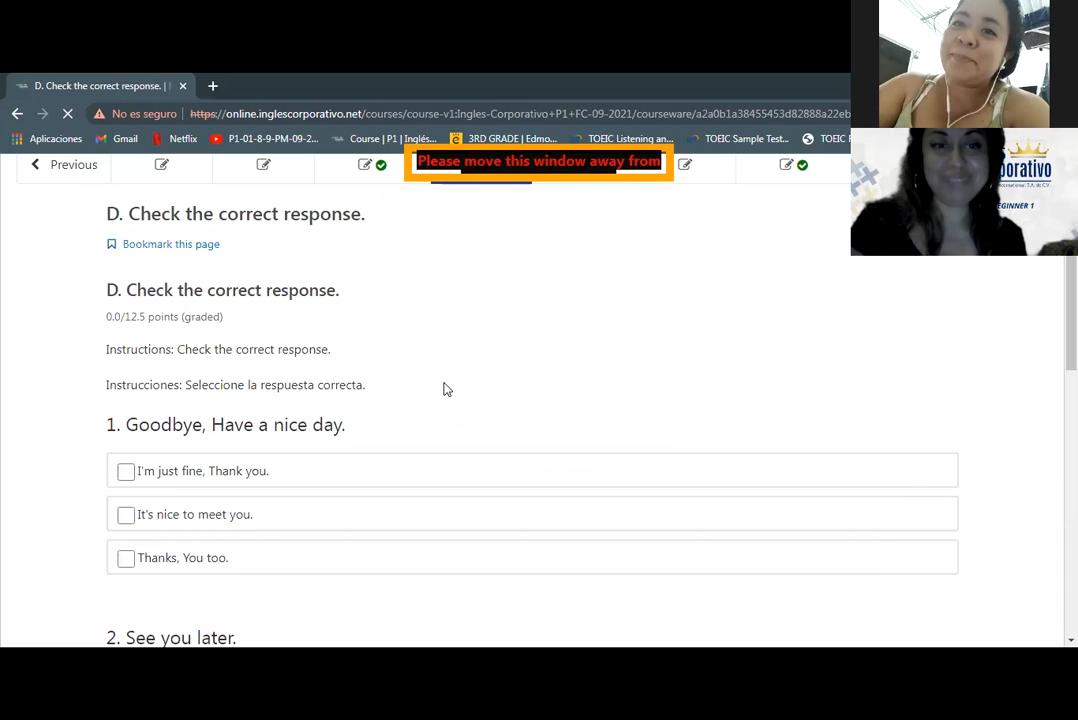 D. Check the correct response. |
No es seguro | https://online.inglescorporativo.net/courses/course-v1:Ingles-Corporativo+P1+FC-09-2021/courseware/a2a0b1a38455453d82888a22eb
Aplicaciones Gmail Netflix P1-01-8-9-PM-09-2... Course | P1 | Inglés... 3RD GRADE | Edmo... TOEIC Listening an... TOEIC Sample Test... TOEIC
Previous
Please move this window away from
D. Check the correct response.
Bookmark this page
D. Check the correct response.
0.0/12.5 points (graded)
Instructions: Check the correct response.
Instrucciones: Seleccione la respuesta correcta.
1. Goodbye, Have a nice day.
I'm just fine, Thank you.
It's nice to meet you.
Thanks, You too.
2. See you later.
porativo
EGINNER 1